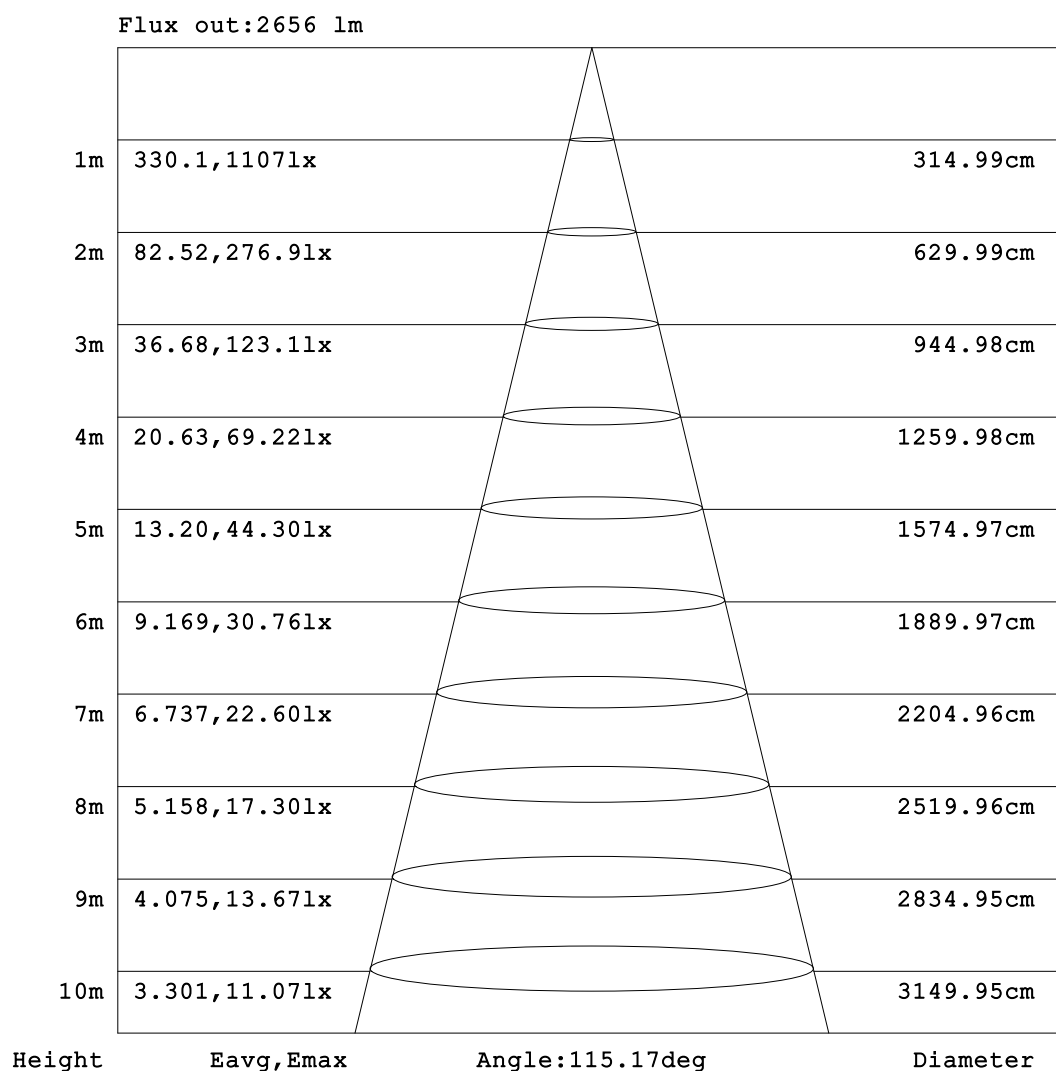 Flux out:2656 lm
1m 330.1,1107lx 314.99cm
2m 82.52,276.9lx 629.99cm
3m 36.68,123.1lx 944.98cm
4m 20.63,69.22lx 1259.98cm
5m 13.20,44.30lx 1574.97cm
6m 9.169,30.76lx 1889.97cm
7m 6.737,22.60lx 2204.96cm
8m 5.158,17.30lx 2519.96cm
9m 4.075,13.67lx 2834.95cm
10m 3.301,11.07lx 3149.95cm
Height Eavg,Emax Angle:115.17deg Diameter